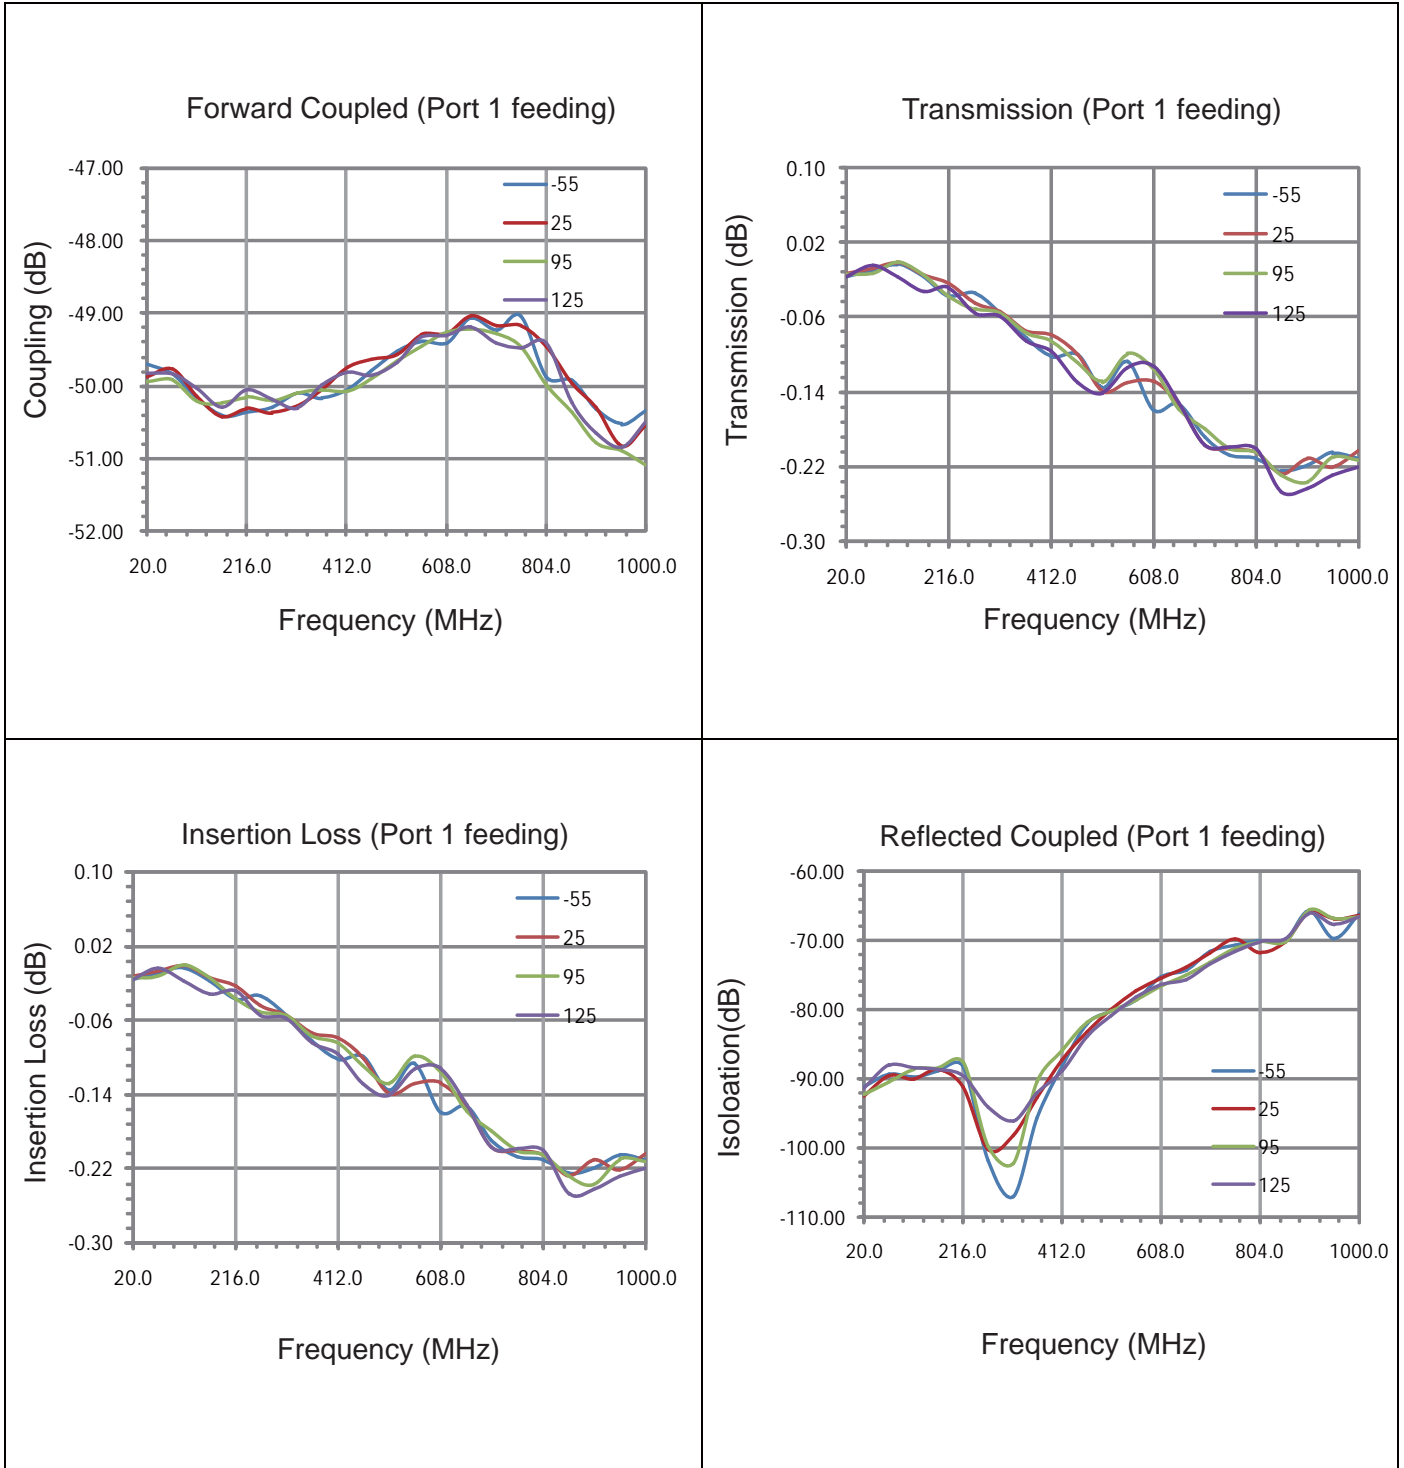 Forward Coupled (Port 1 feeding)
-47.00
-48.00
-49.00
-50.00
-51.00
-52.00
Coupling (dB)
-55
25
95
125
20.0 216.0 412.0 608.0 804.0 1000.0
Frequency (MHz)
Transmission (Port 1 feeding)
0.10
0.02
-0.06
-0.14
-0.22
-0.30
Transmission (dB)
-55
25
95
125
20.0 216.0 412.0 608.0 804.0 1000.0
Frequency (MHz)
Insertion Loss (Port 1 feeding)
0.10
0.02
-0.06
-0.14
-0.22
-0.30
Insertion Loss (dB)
-55
25
95
125
20.0 216.0 412.0 608.0 804.0 1000.0
Frequency (MHz)
Reflected Coupled (Port 1 feeding)
-60.00
-70.00
-80.00
-90.00
-100.00
-110.00
Isoloation(dB)
-55
25
95
125
20.0 216.0 412.0 608.0 804.0 1000.0
Frequency (MHz)